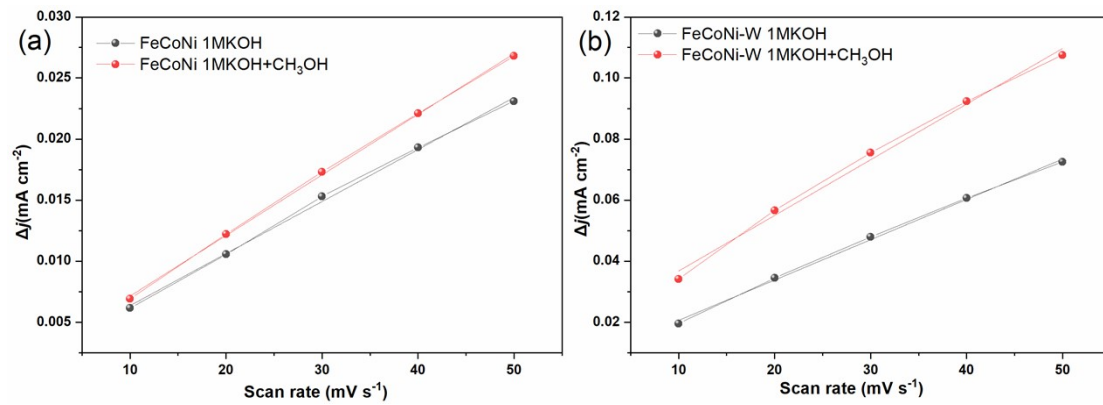 (a)
FeCoNi 1MKOH
FeCoNi 1MKOH+CH₃OH
0.030
0.025
0.020
0.015
0.010
0.005
Δj(mA cm⁻²)
10 20 30 40 50
Scan rate (mV s⁻¹)
(b)
FeCoNi-W 1MKOH
FeCoNi-W 1MKOH+CH₃OH
0.12
0.10
0.08
0.06
0.04
0.02
Δj(mA cm⁻²)
10 20 30 40 50
Scan rate (mV s⁻¹)